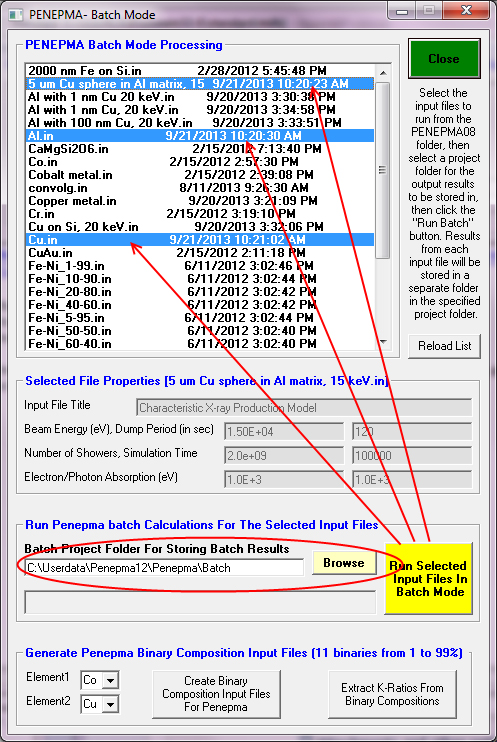 PENEPMA- Batch Mode
PENEPMA Batch Mode Processing
2000 nm Fe on Si.in 2/28/2012 5:45:48 PM
5 um Cu sphere in Al matrix, 15 9/21/2013 10:20:23 AM
Al with 1 nm Cu 20 keV.in 9/20/2013 3:30:38 PM
Al with 1 nm Cu, 20 keV.in 9/20/2013 3:34:58 PM
Al with 100 nm Cu, 20 keV.in 9/20/2013 3:33:51 PM
Al.in 9/21/2013 10:20:30 AM
CaMgSi2O6.in 2/15/2012 7:13:40 PM
Co.in 2/15/2012 2:57:30 PM
Cobalt metal.in 2/15/2012 2:39:08 PM
convolg.in 8/11/2013 9:26:30 AM
Copper metal.in 9/20/2013 3:21:09 PM
Cr.in 2/15/2012 3:19:10 PM
Cu on Si, 20 keV.in 9/20/2013 3:32:06 PM
Cu.in 9/21/2013 10:21:02 AM
CuAu.in 2/15/2012 2:11:18 PM
Fe-Ni_1-99.in 6/11/2012 3:02:46 PM
Fe-Ni_10-90.in 6/11/2012 3:02:44 PM
Fe-Ni_20-80.in 6/11/2012 3:02:42 PM
Fe-Ni_40-60.in 6/11/2012 3:02:42 PM
Fe-Ni_5-95.in 6/11/2012 3:02:44 PM
Fe-Ni_50-50.in 6/11/2012 3:02:40 PM
Fe-Ni_60-40.in 6/11/2012 3:02:40 PM
Close
Select the
input files to
run from the
PENEPMA08
folder, then
select a project
folder for the
output results
to be stored in,
then click the
"Run Batch"
button. Results
from each
input file will be
stored in a
separate folder
in the specified
project folder.
Reload List
Selected File Properties [5 um Cu sphere in Al matrix, 15 keV.in]
Input File Title Characteristic X-ray Production Model
Beam Energy (eV), Dump Period (in sec) 1.50E+04 120
Number of Showers, Simulation Time 2.0e+09 100000
Electron/Photon Absorption (eV) 1.0E+3 1.0E+3
Run Penepma batch Calculations For The Selected Input Files
Batch Project Folder For Storing Batch Results
C:\Userdata\Penepma12\Penepma\Batch
Browse
Run Selected
Input Files In
Batch Mode
Generate Penepma Binary Composition Input Files (11 binaries from 1 to 99%)
Element1 Co
Element2 Cu
Create Binary
Composition Input Files
For Penepma
Extract K-Ratios From
Binary Compositions